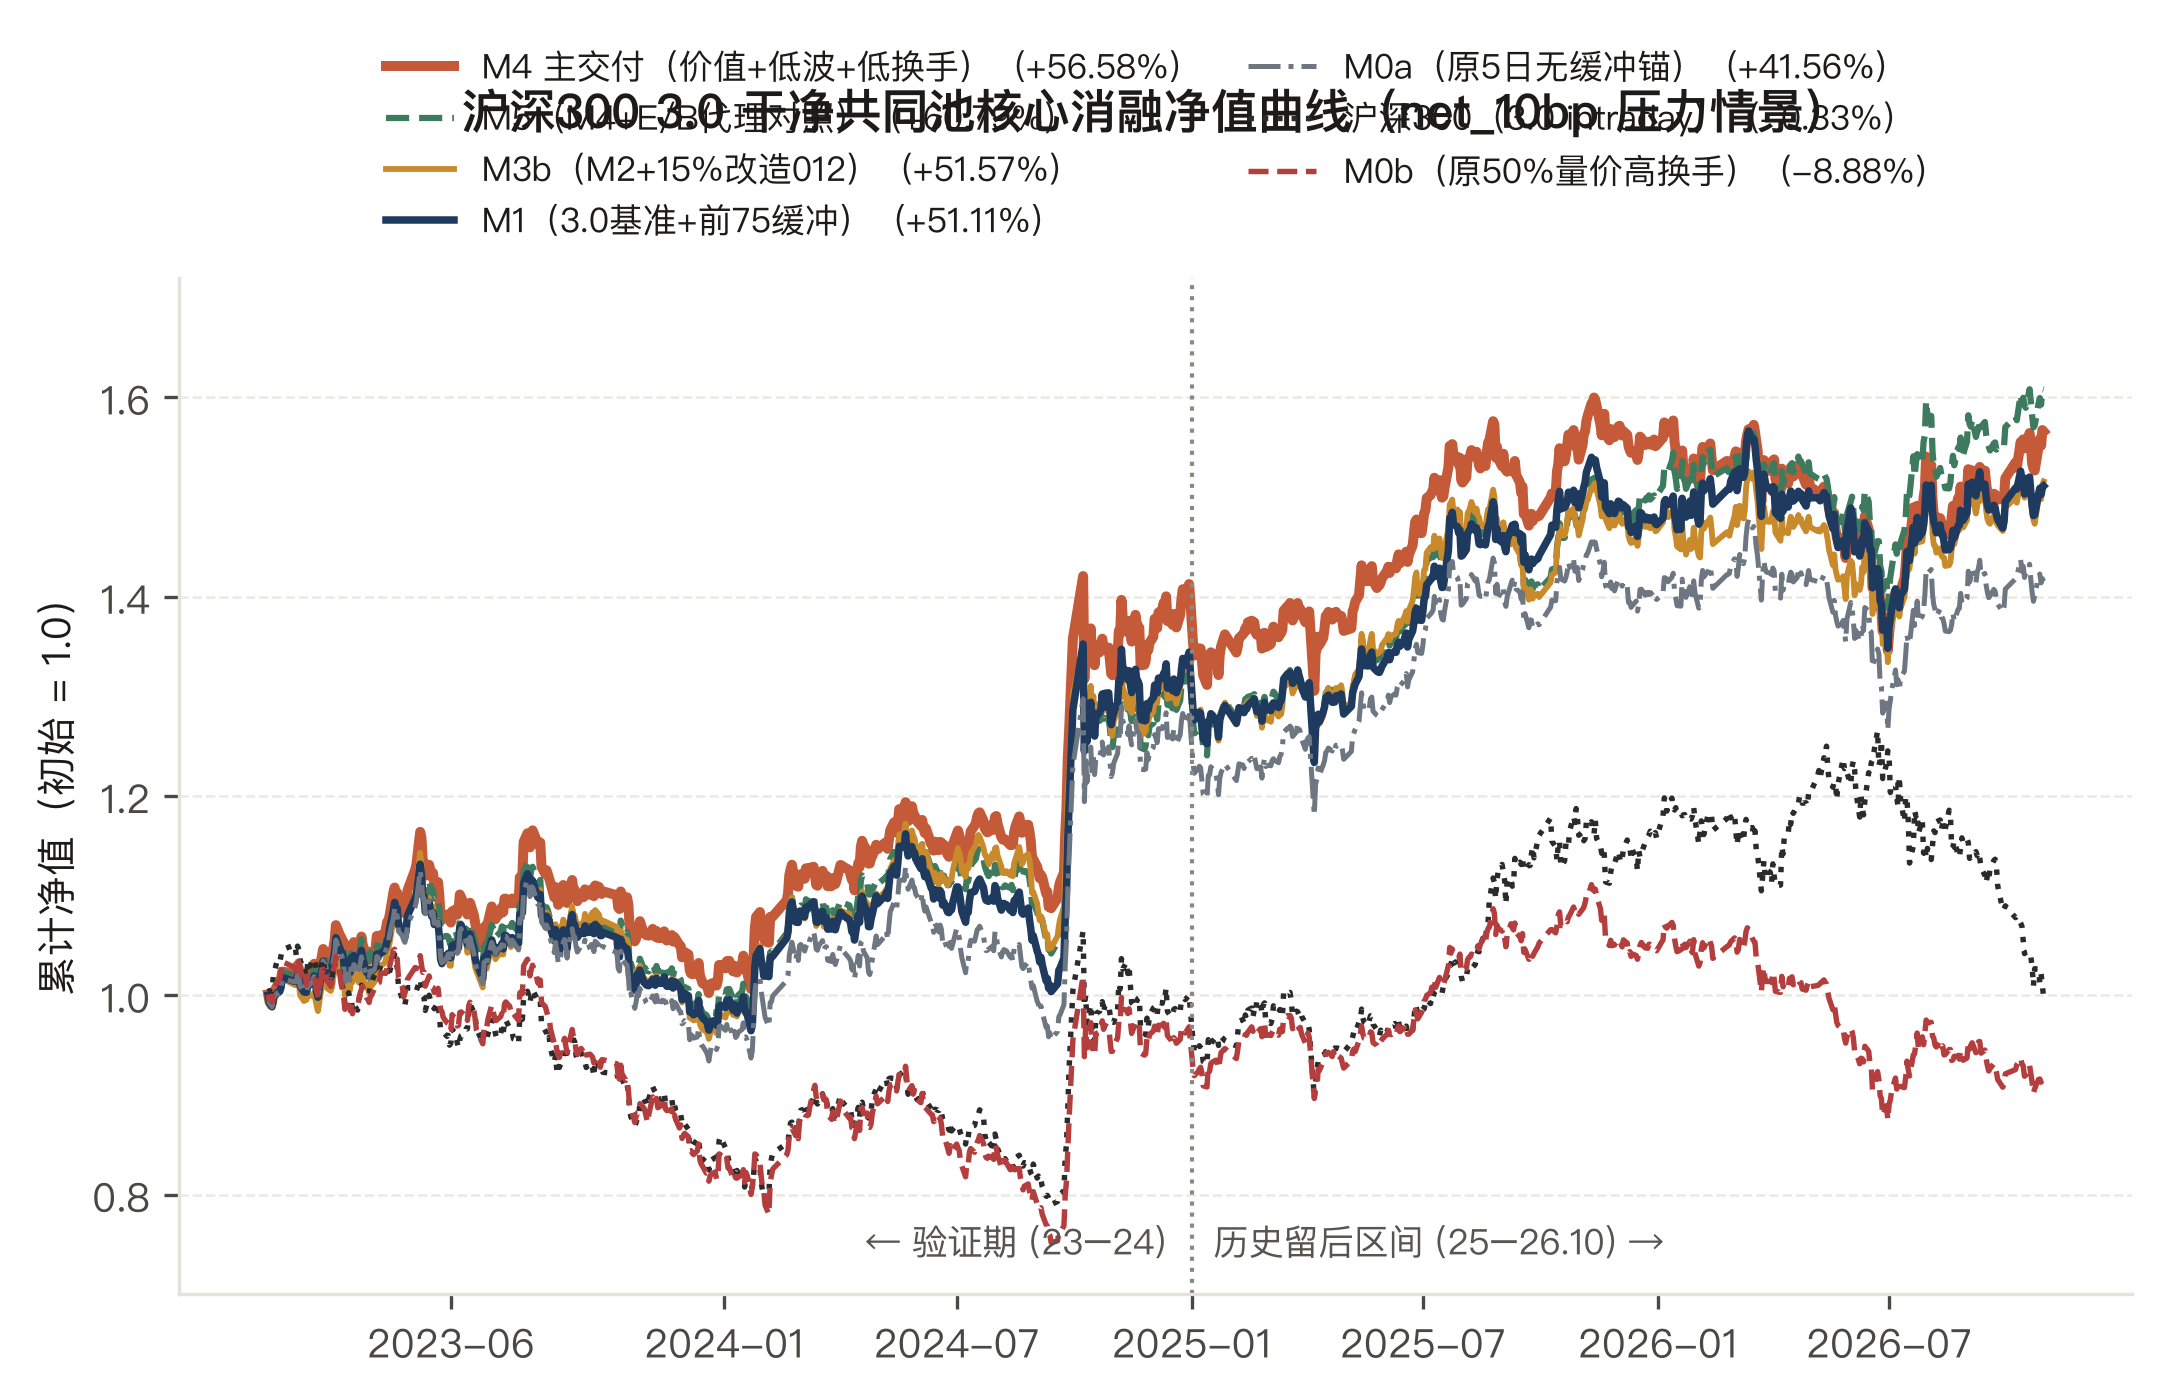 M4 主交付（价值+低波+低换手） （+56.58%）
M0a（原5日无缓冲锚） （+41.56%）
沪深300 3.0 干净共同池核心消融净值曲线（net_10bp 压力情景）
M3b（M2+15%改造012） （+51.57%）
M0b（原50%量价高换手） （−8.88%）
M1（3.0基准+前75缓冲） （+51.11%）
累计净值（初始 = 1.0）
1.6
1.4
1.2
1.0
0.8
← 验证期 (23—24)
历史留后区间 (25—26.10) →
2023−06
2024−01
2024−07
2025−01
2025−07
2026−01
2026−07